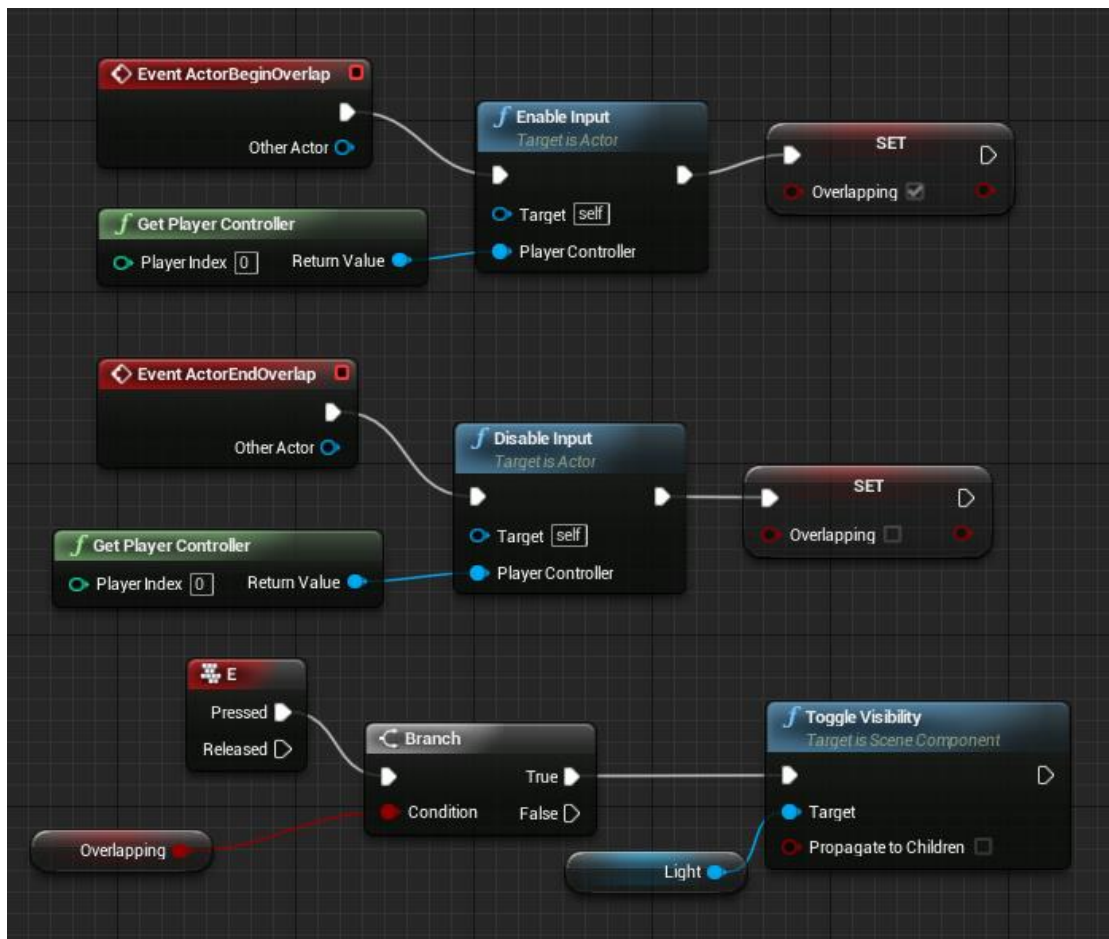 Event ActorBeginOverlap
Other Actor
f Enable Input
Target is Actor
Target self
Player Controller
SET
Overlapping
f Get Player Controller
Player Index 0 Return Value
Event ActorEndOverlap
Other Actor
f Disable Input
Target is Actor
Target self
Player Controller
SET
Overlapping
f Get Player Controller
Player Index 0 Return Value
E
Pressed
Released
Branch
True
Condition False
Overlapping
f Toggle Visibility
Target is Scene Component
Target
Propagate to Children
Light